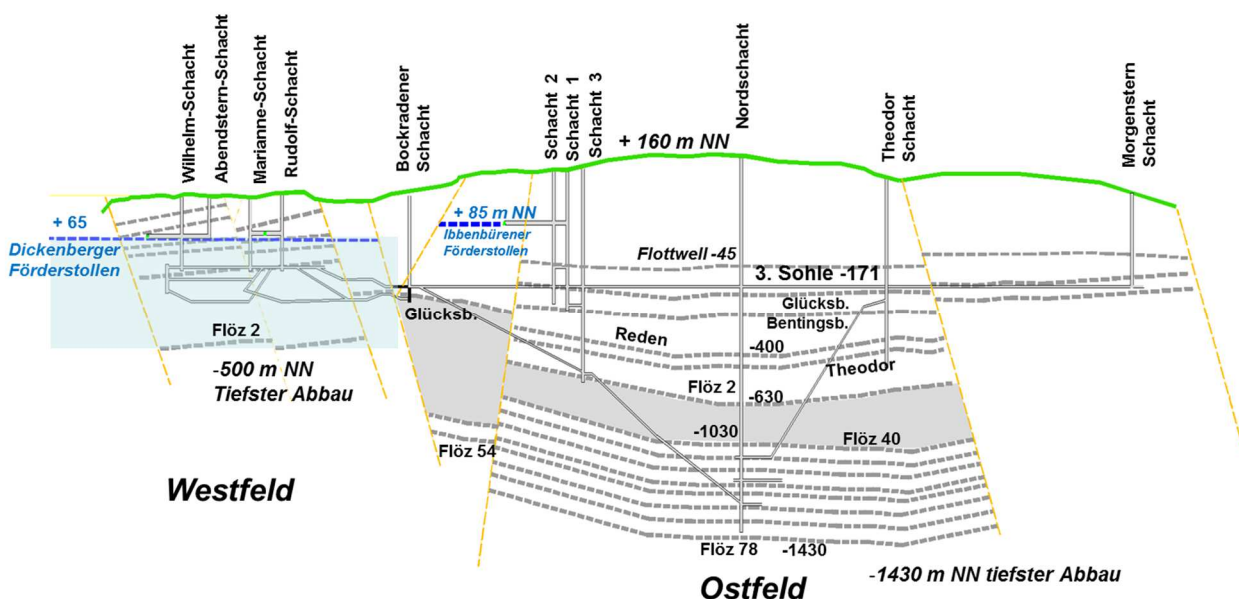 Wilhelm-Schacht
Abendstern-Schacht
Marianne-Schacht
Rudolf-Schacht
Bockradener
Schacht
Schacht 2
Schacht 1
Schacht 3
Nordschacht
Theodor
Schacht
Morgenstern
Schacht
+ 160 m NN
+ 65
Dickenberger
Förderstollen
+ 85 m NN
Ibbenbürener
Förderstollen
Flottwell -45
3. Sohle -171
Glücksb.
Glücksb.
Bentingsb.
Reden
-400
Theodor
Flöz 2
-500 m NN
Tiefster Abbau
Flöz 2
-630
-1030
Flöz 40
Flöz 54
Westfeld
Flöz 78
-1430
Ostfeld
-1430 m NN tiefster Abbau